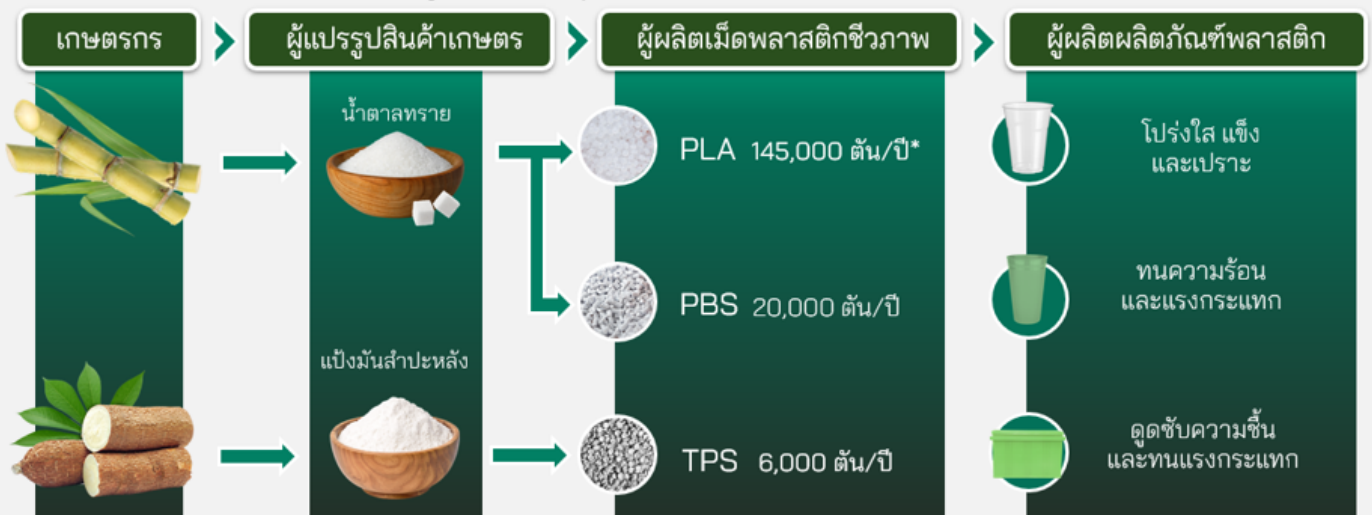 เกษตรกร
ผู้แปรรูปสินค้าเกษตร
ผู้ผลิตเม็ดพลาสติกชีวภาพ
ผู้ผลิตผลิตภัณฑ์พลาสติก
น้ำตาลทราย
PLA 145,000 ตัน/ปี*
โปร่งใส แข็ง
และเปราะ
PBS 20,000 ตัน/ปี
ทนความร้อน
และแรงกระแทก
แป้งมันสำปะหลัง
TPS 6,000 ตัน/ปี
ดูดซับความชื้น
และทนแรงกระแทก